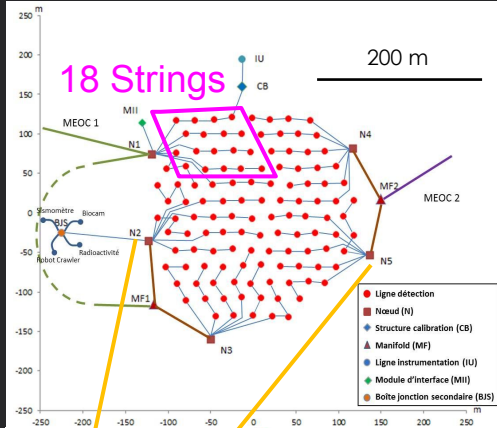 m
250
200
150
100
50
0
-50
-100
-150
-200
-250
18 Strings
200 m
IU
CB
MII
MEOC 1
N1
N4
MF2
MEOC 2
Sismomètre
Biocam
BJS
Robot Crawler
Radioactivité
N2
N5
MF1
N3
Ligne détection
Nœud (N)
Structure calibration (CB)
Manifold (MF)
Ligne instrumentation (IU)
Module d'interface (MII)
Boîte jonction secondaire (BJS)
-250 -200 -150 -100 -50 0 50 100 150 200 250 m